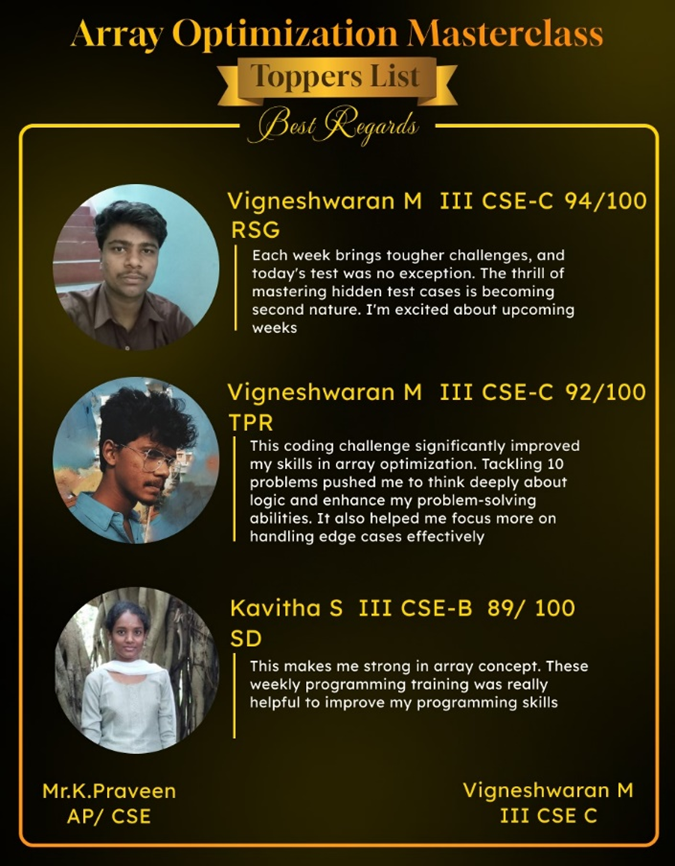 Array Optimization Masterclass
Toppers List
Best Regards
Vigneshwaran M III CSE-C 94/100
RSG
Each week brings tougher challenges, and
today's test was no exception. The thrill of
mastering hidden test cases is becoming
second nature. I'm excited about upcoming
weeks
Vigneshwaran M III CSE-C 92/100
TPR
This coding challenge significantly improved
my skills in array optimization. Tackling 10
problems pushed me to think deeply about
logic and enhance my problem-solving
abilities. It also helped me focus more on
handling edge cases effectively
Kavitha S III CSE-B 89/ 100
SD
This makes me strong in array concept. These
weekly programming training was really
helpful to improve my programming skills
Mr.K.Praveen
AP/ CSE
Vigneshwaran M
III CSE C